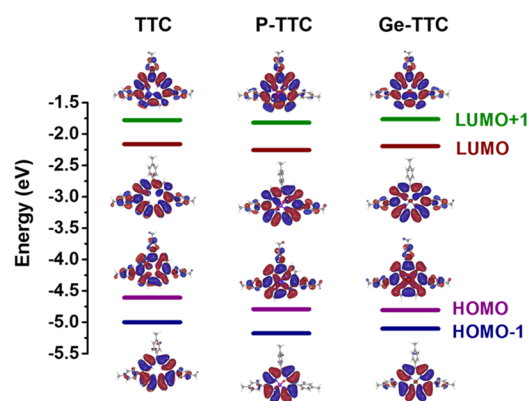 TTC P-TTC Ge-TTC
Energy (eV)
-1.5
-2.0
-2.5
-3.0
-3.5
-4.0
-4.5
-5.0
-5.5
LUMO+1
LUMO
HOMO
HOMO-1